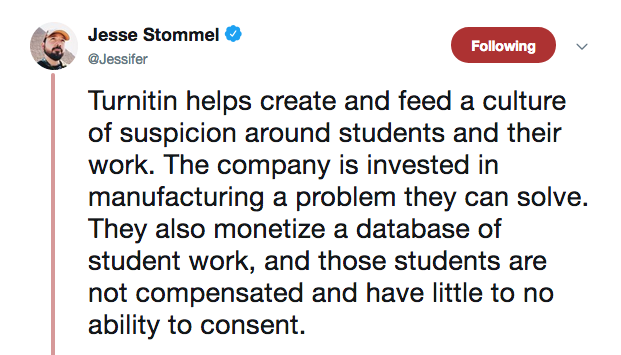 Jesse Stommel
@Jessifer
Following
Turnitin helps create and feed a culture
of suspicion around students and their
work. The company is invested in
manufacturing a problem they can solve.
They also monetize a database of
student work, and those students are
not compensated and have little to no
ability to consent.